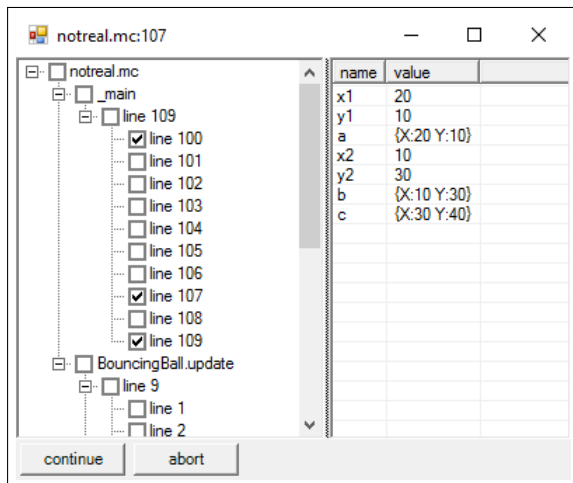 notreal.mc:107
notreal.mc
_main
line 109
line 100
line 101
line 102
line 103
line 104
line 105
line 106
line 107
line 108
line 109
BouncingBall.update
line 9
line 1
line 2
name value
x1 20
y1 10
a {X:20 Y:10}
x2 10
y2 30
b {X:10 Y:30}
c {X:30 Y:40}
continue abort